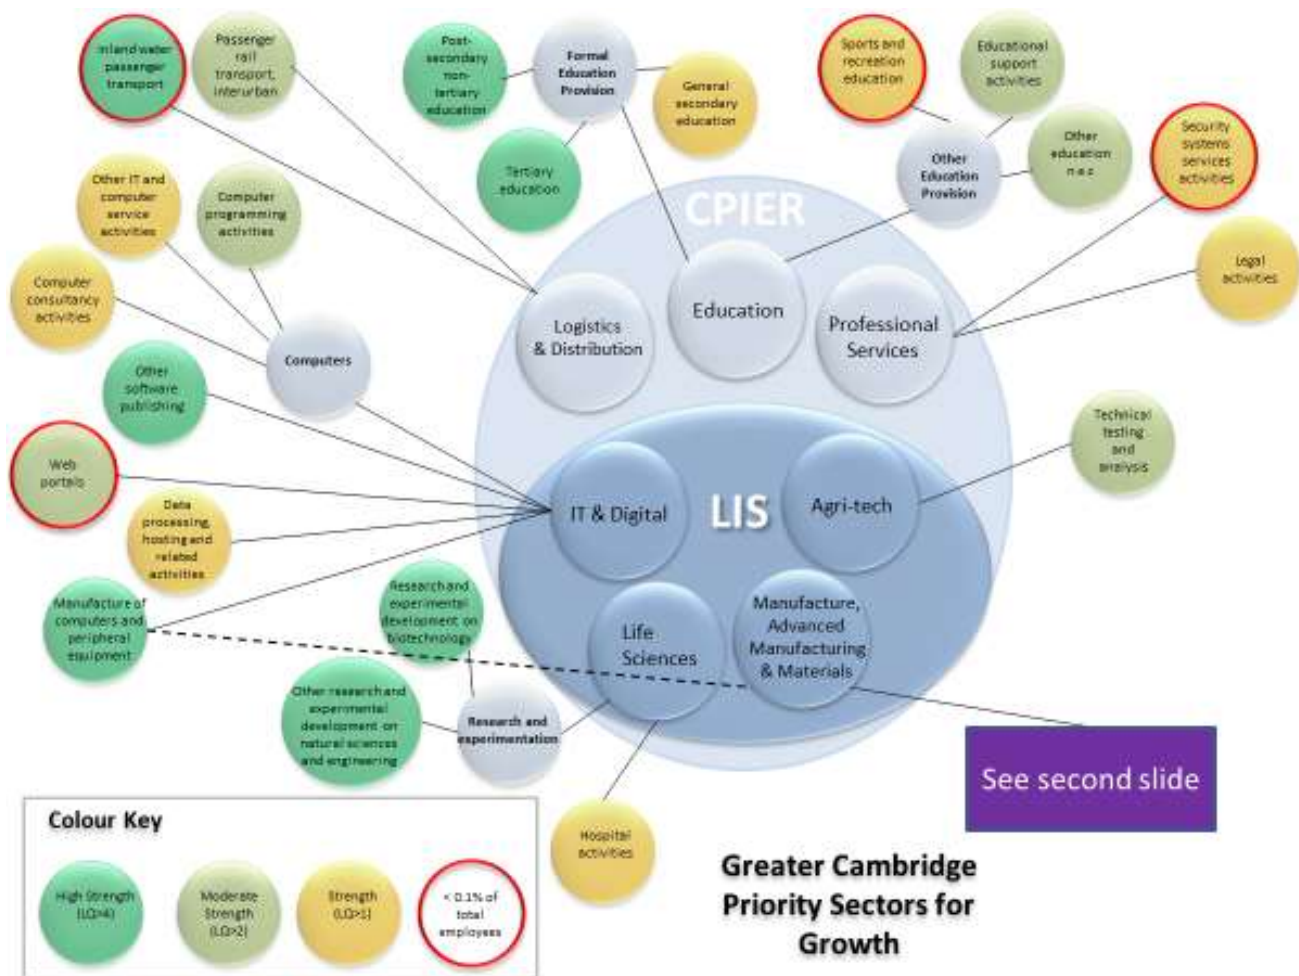 Inland water
passenger
transport
Passenger
rail
transport,
interurban
Post-
secondary
non-
tertiary
education
Formal
Education
Provision
General
secondary
education
Tertiary
education
Sports and
recreation
education
Educational
support
activities
Other
Education
Provision
Other
education
n e c
Security
systems
services
activities
Legal
activities
Other IT and
computer
service
activities
Computer
programming
activities
Computer
consultancy
activities
Computers
Other
software
publishing
Web
portals
Data
processing,
hosting and
related
activities
Manufacture of
computers and
peripheral
equipment
CPIER
Logistics
& Distribution
Education
Professional
Services
Technical
testing
and
analysis
IT & Digital
LIS
Agri-tech
Life
Sciences
Manufacture,
Advanced
Manufacturing
& Materials
Research and
experimental
development on
biotechnology
Other research and
experimental
development on
natural sciences
and engineering
Research and
experimentation
Hospital
activities
See second slide
Colour Key
High Strength
(LQ>4)
Moderate
Strength
(LQ>2)
Strength
(LQ>1)
< 0.1% of
total
employees
Greater Cambridge
Priority Sectors for
Growth